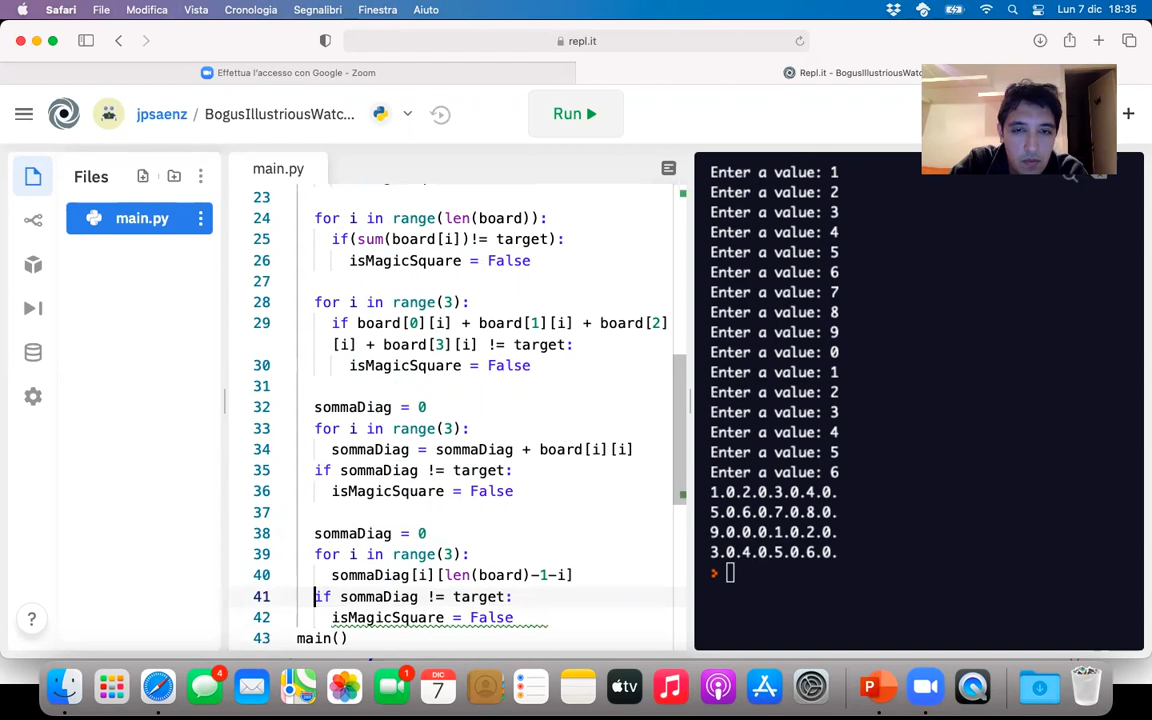 Safari File Modifica Vista Cronologia Segnalibri Finestra Aiuto Lun 7 dic 18:35
repl.it
Effettua l'accesso con Google - Zoom
Repl.it - BogusIllustriousWatc
jpsaenz / BogusIllustriousWatc...
Run
Files
main.py
main.py
23
24 for i in range(len(board)):
25 if(sum(board[i])!= target):
26 isMagicSquare = False
27
28 for i in range(3):
29 if board[0][i] + board[1][i] + board[2]
[i] + board[3][i] != target:
30 isMagicSquare = False
31
32 sommaDiag = 0
33 for i in range(3):
34 sommaDiag = sommaDiag + board[i][i]
35 if sommaDiag != target:
36 isMagicSquare = False
37
38 sommaDiag = 0
39 for i in range(3):
40 sommaDiag[i][len(board)-1-i]
41 if sommaDiag != target:
42 isMagicSquare = False
43 main()
Enter a value: 1
Enter a value: 2
Enter a value: 3
Enter a value: 4
Enter a value: 5
Enter a value: 6
Enter a value: 7
Enter a value: 8
Enter a value: 9
Enter a value: 0
Enter a value: 1
Enter a value: 2
Enter a value: 3
Enter a value: 4
Enter a value: 5
Enter a value: 6
1.0.2.0.3.0.4.0.
5.0.6.0.7.0.8.0.
9.0.0.0.1.0.2.0.
3.0.4.0.5.0.6.0.
>
?
4
1
DIC
7
tv